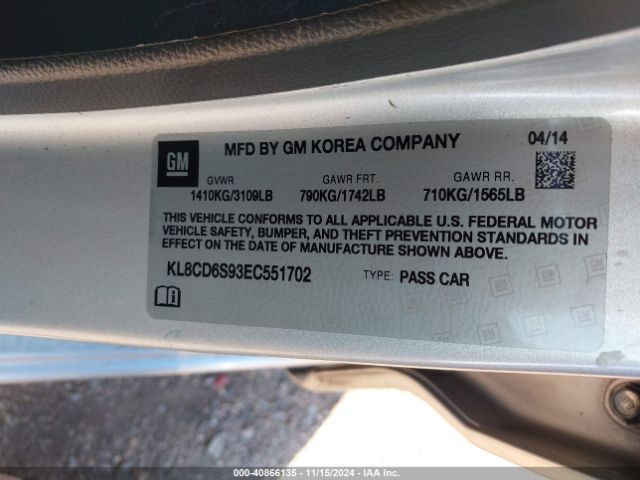 MFD BY GM KOREA COMPANY 04/14
GM
GVWR GAWR FRT. GAWR RR.
1410KG/3109LB 790KG/1742LB 710KG/1565LB
THIS VEHICLE CONFORMS TO ALL APPLICABLE U.S. FEDERAL MOTOR
VEHICLE SAFETY, BUMPER, AND THEFT PREVENTION STANDARDS IN
EFFECT ON THE DATE OF MANUFACTURE SHOWN ABOVE.
KL8CD6S93EC551702 TYPE: PASS CAR
000-40866135 - 11/15/2024 - IAA Inc.